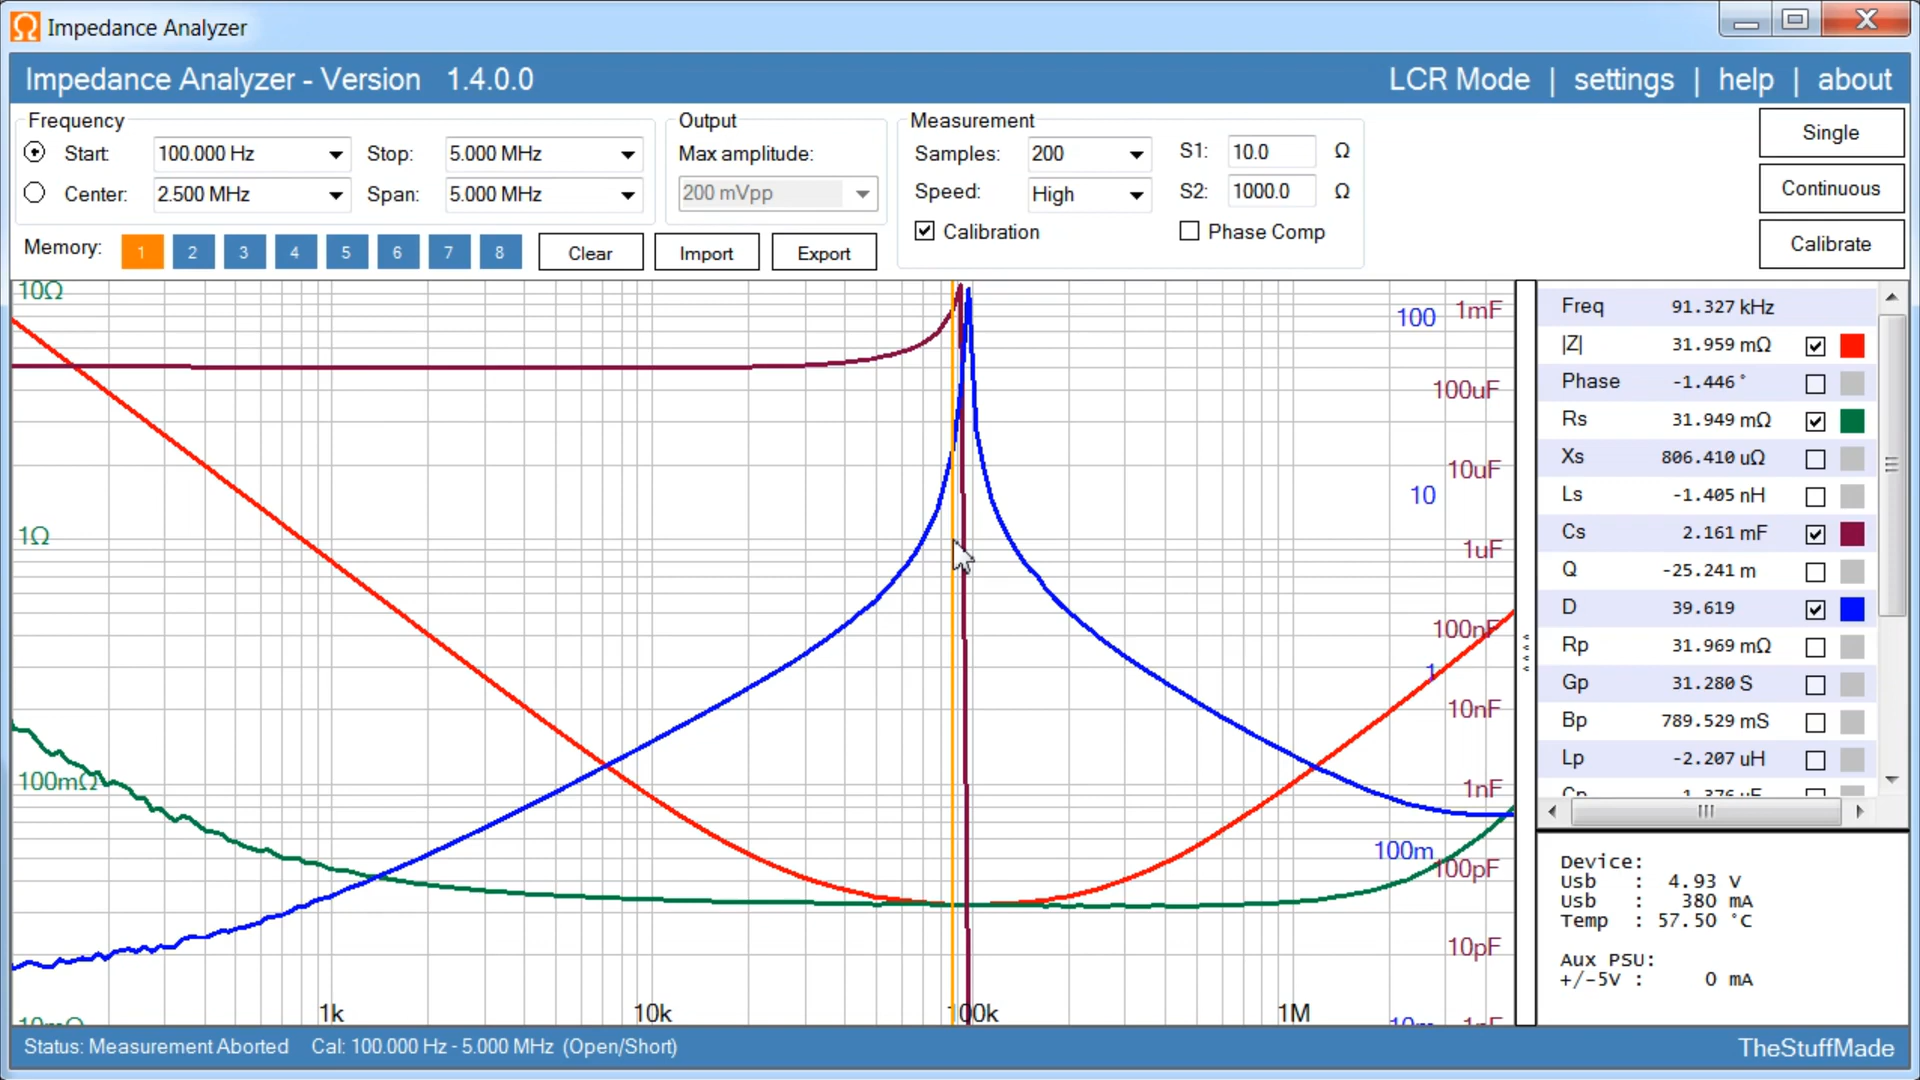 Impedance Analyzer
Impedance Analyzer - Version 1.4.0.0
LCR Mode | settings | help | about
Frequency
Start: 100.000 Hz Stop: 5.000 MHz
Center: 2.500 MHz Span: 5.000 MHz
Output
Max amplitude:
200 mVpp
Measurement
Samples: 200 S1: 10.0 Ω
Speed: High S2: 1000.0 Ω
Calibration Phase Comp
Single
Continuous
Calibrate
Memory: 1 2 3 4 5 6 7 8 Clear Import Export
10Ω
1Ω
100mΩ
10mΩ
100
10
1
100m
10m
1mF
100uF
10uF
1uF
100nF
10nF
1nF
100pF
10pF
1pF
1k 10k 100k 1M
Freq 91.327 kHz
|Z| 31.959 mΩ
Phase -1.446 °
Rs 31.949 mΩ
Xs 806.410 uΩ
Ls -1.405 nH
Cs 2.161 mF
Q -25.241 m
D 39.619
Rp 31.969 mΩ
Gp 31.280 S
Bp 789.529 mS
Lp -2.207 uH
Cp 1.376 uF
Device:
Usb : 4.93 V
Usb : 380 mA
Temp : 57.50 °C
Aux PSU:
+/-5V : 0 mA
Status: Measurement Aborted Cal: 100.000 Hz - 5.000 MHz (Open/Short)
TheStuffMade